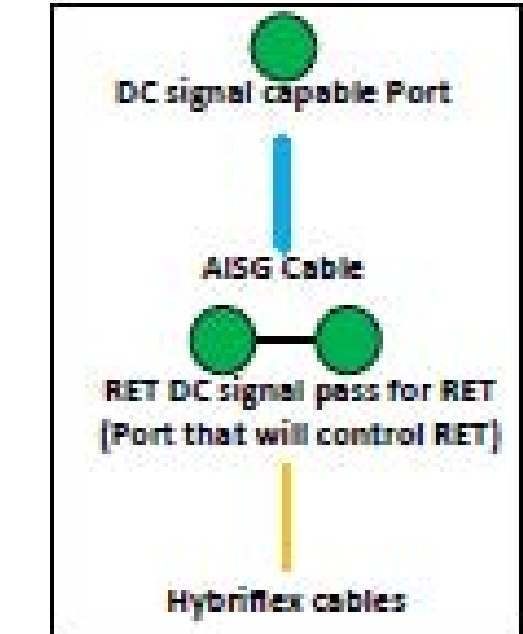 DC signal capable Port
AISG Cable
RET DC signal pass for RET
(Port that will control RET)
Hybriflex cables